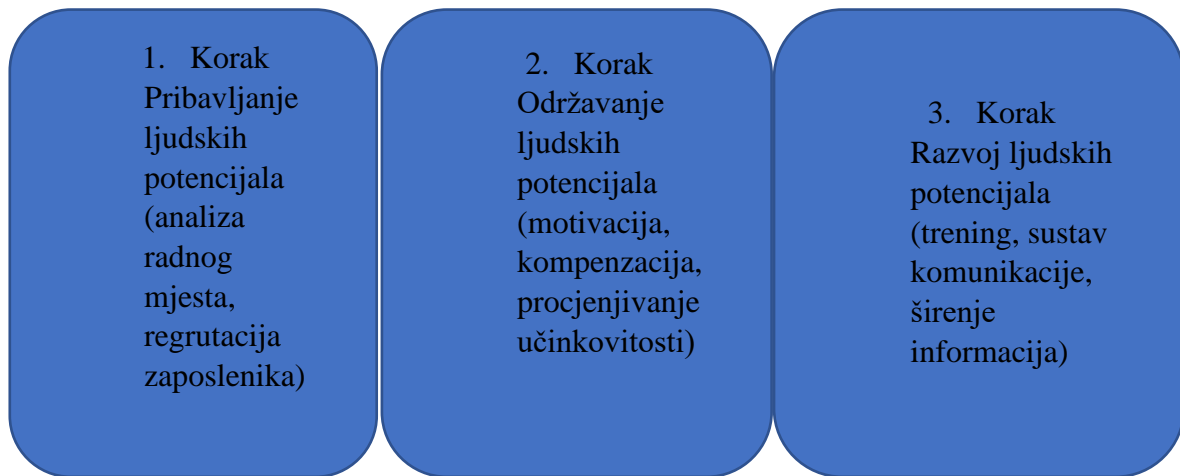 1. Korak
Pribavljanje
ljudskih
potencijala
(analiza
radnog
mjesta,
regrutacija
zaposlenika)
2. Korak
Održavanje
ljudskih
potencijala
(motivacija,
kompenzacija,
procjenjivanje
učinkovitosti)
3. Korak
Razvoj ljudskih
potencijala
(trening, sustav
komunikacije,
širenje
informacija)